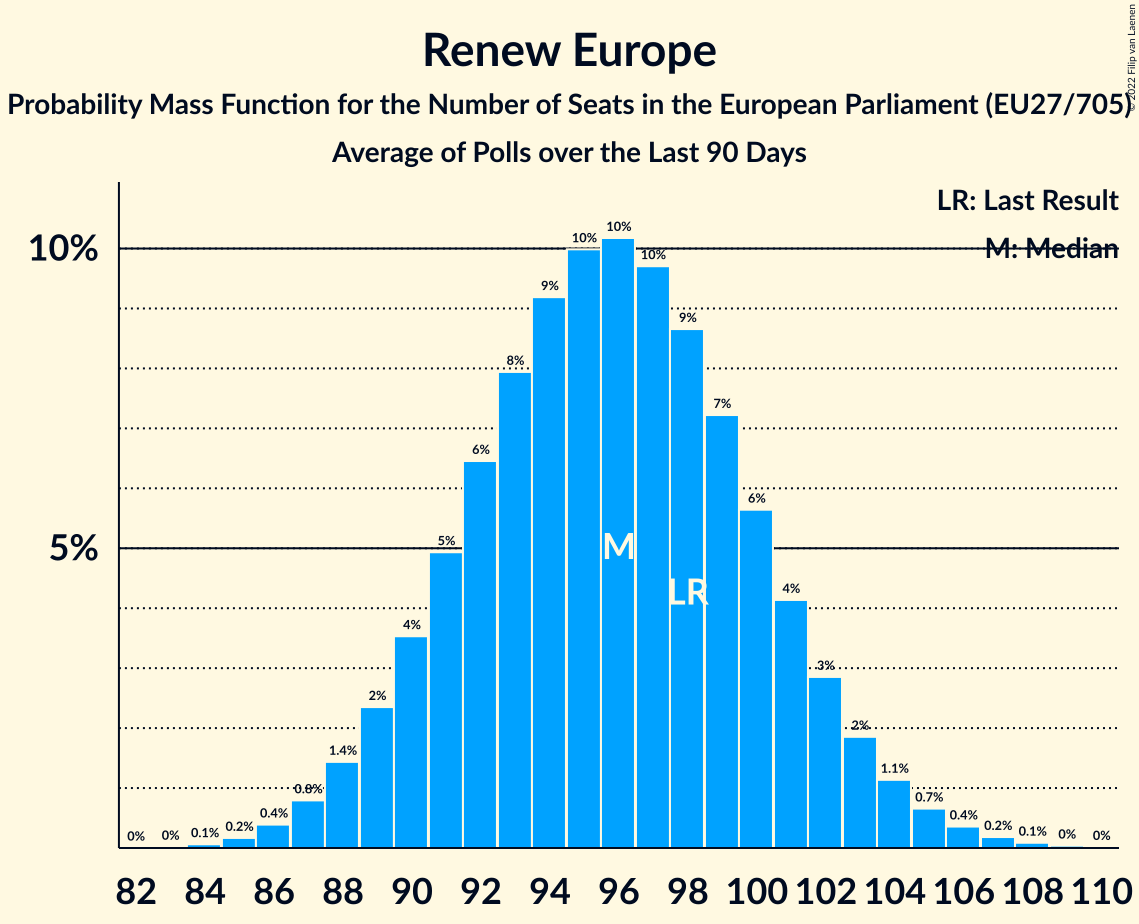 Renew Europe
Probability Mass Function for the Number of Seats in the European Parliament (EU27/705)
Average of Polls over the Last 90 Days
© 2022 Filip van Laenen
LR: Last Result
M: Median
10%
5%
0% 0% 0.1% 0.2% 0.4% 0.8% 1.4% 2% 4% 5% 6% 8% 9% 10% 10% 10% 9% 7% 6% 4% 3% 2% 1.1% 0.7% 0.4% 0.2% 0.1% 0% 0%
M
LR
82 84 86 88 90 92 94 96 98 100 102 104 106 108 110